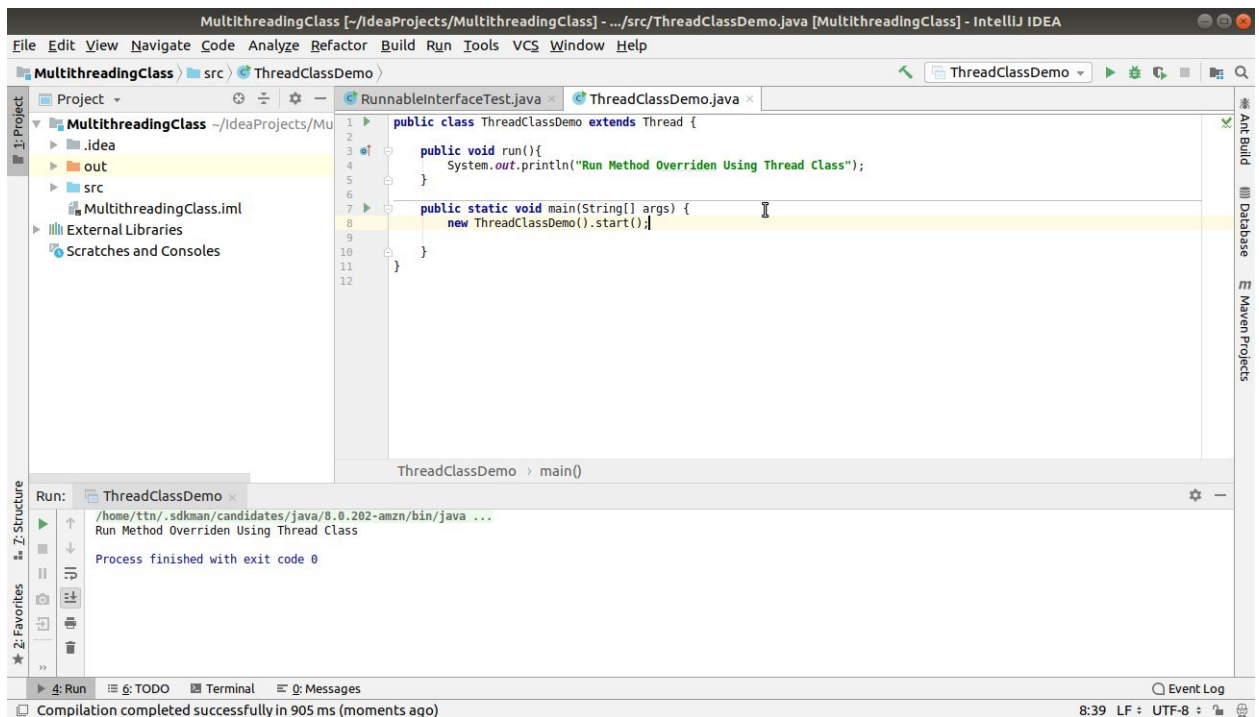 MultithreadingClass [~/IdeaProjects/MultithreadingClass] - .../src/ThreadClassDemo.java [MultithreadingClass] - IntelliJ IDEA
File Edit View Navigate Code Analyze Refactor Build Run Tools VCS Window Help
MultithreadingClass src ThreadClassDemo
ThreadClassDemo
1: Project
Project
RunnableInterfaceTest.java
ThreadClassDemo.java
MultithreadingClass ~/IdeaProjects/Mu
.idea
out
src
MultithreadingClass.iml
External Libraries
Scratches and Consoles
1 public class ThreadClassDemo extends Thread {
2
3 public void run(){
4 System.out.println("Run Method Overriden Using Thread Class");
5 }
6
7 public static void main(String[] args) {
8 new ThreadClassDemo().start();
9
10 }
11 }
12
ThreadClassDemo › main()
Ant Build
Database
m Maven Projects
7: Structure
2: Favorites
Run: ThreadClassDemo
/home/ttn/.sdkman/candidates/java/8.0.202-amzn/bin/java ...
Run Method Overriden Using Thread Class
Process finished with exit code 0
4: Run 6: TODO Terminal 0: Messages Event Log
Compilation completed successfully in 905 ms (moments ago) 8:39 LF UTF-8